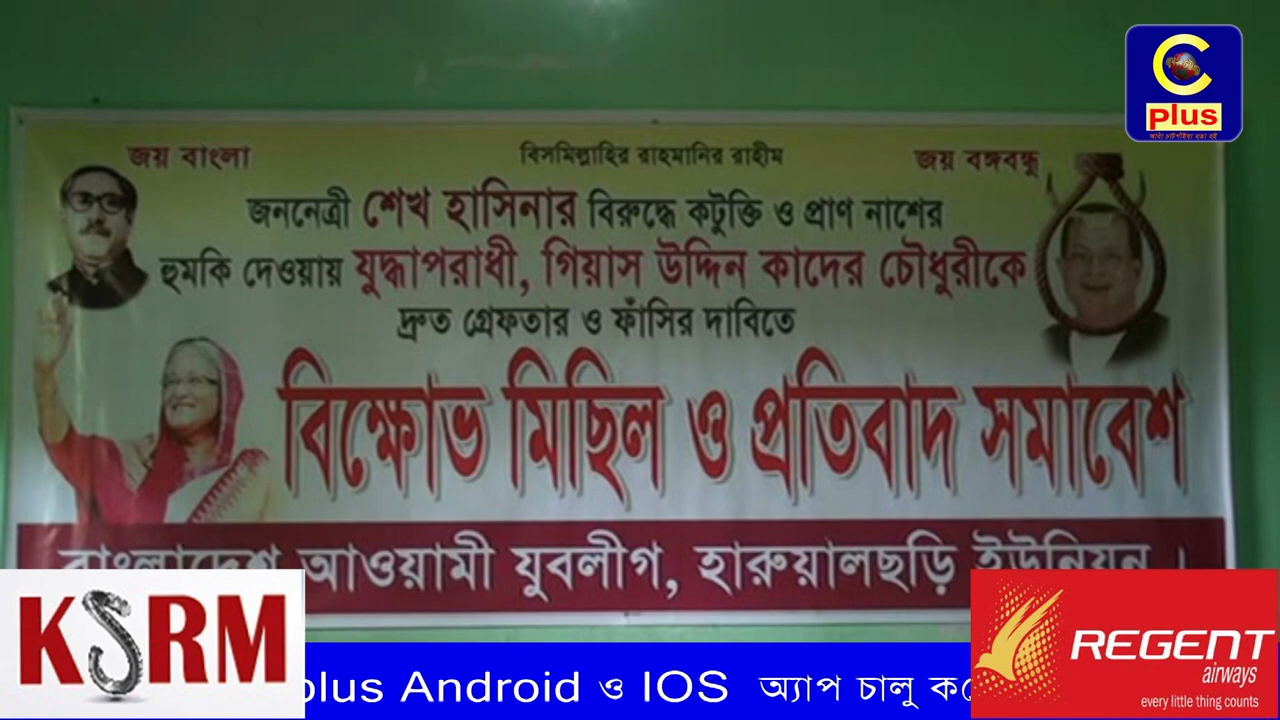 C
plus
জয় বাংলা
বিসমিল্লাহির রাহমানির রাহীম
জয় বঙ্গবন্ধু
জননেত্রী শেখ হাসিনার বিরুদ্ধে কটুক্তি ও প্রাণ নাশের
হুমকি দেওয়ায় যুদ্ধাপরাধী, গিয়াস উদ্দিন কাদের চৌধুরীকে
দ্রুত গ্রেফতার ও ফাঁসির দাবিতে
বিক্ষোভ মিছিল ও প্রতিবাদ সমাবেশ
বাংলাদেশ আওয়ামী যুবলীগ, হারুয়ালছড়ি ইউনিয়ন ।
KSRM
REGENT
airways
every little thing counts
plus Android ও IOS অ্যাপ চালু